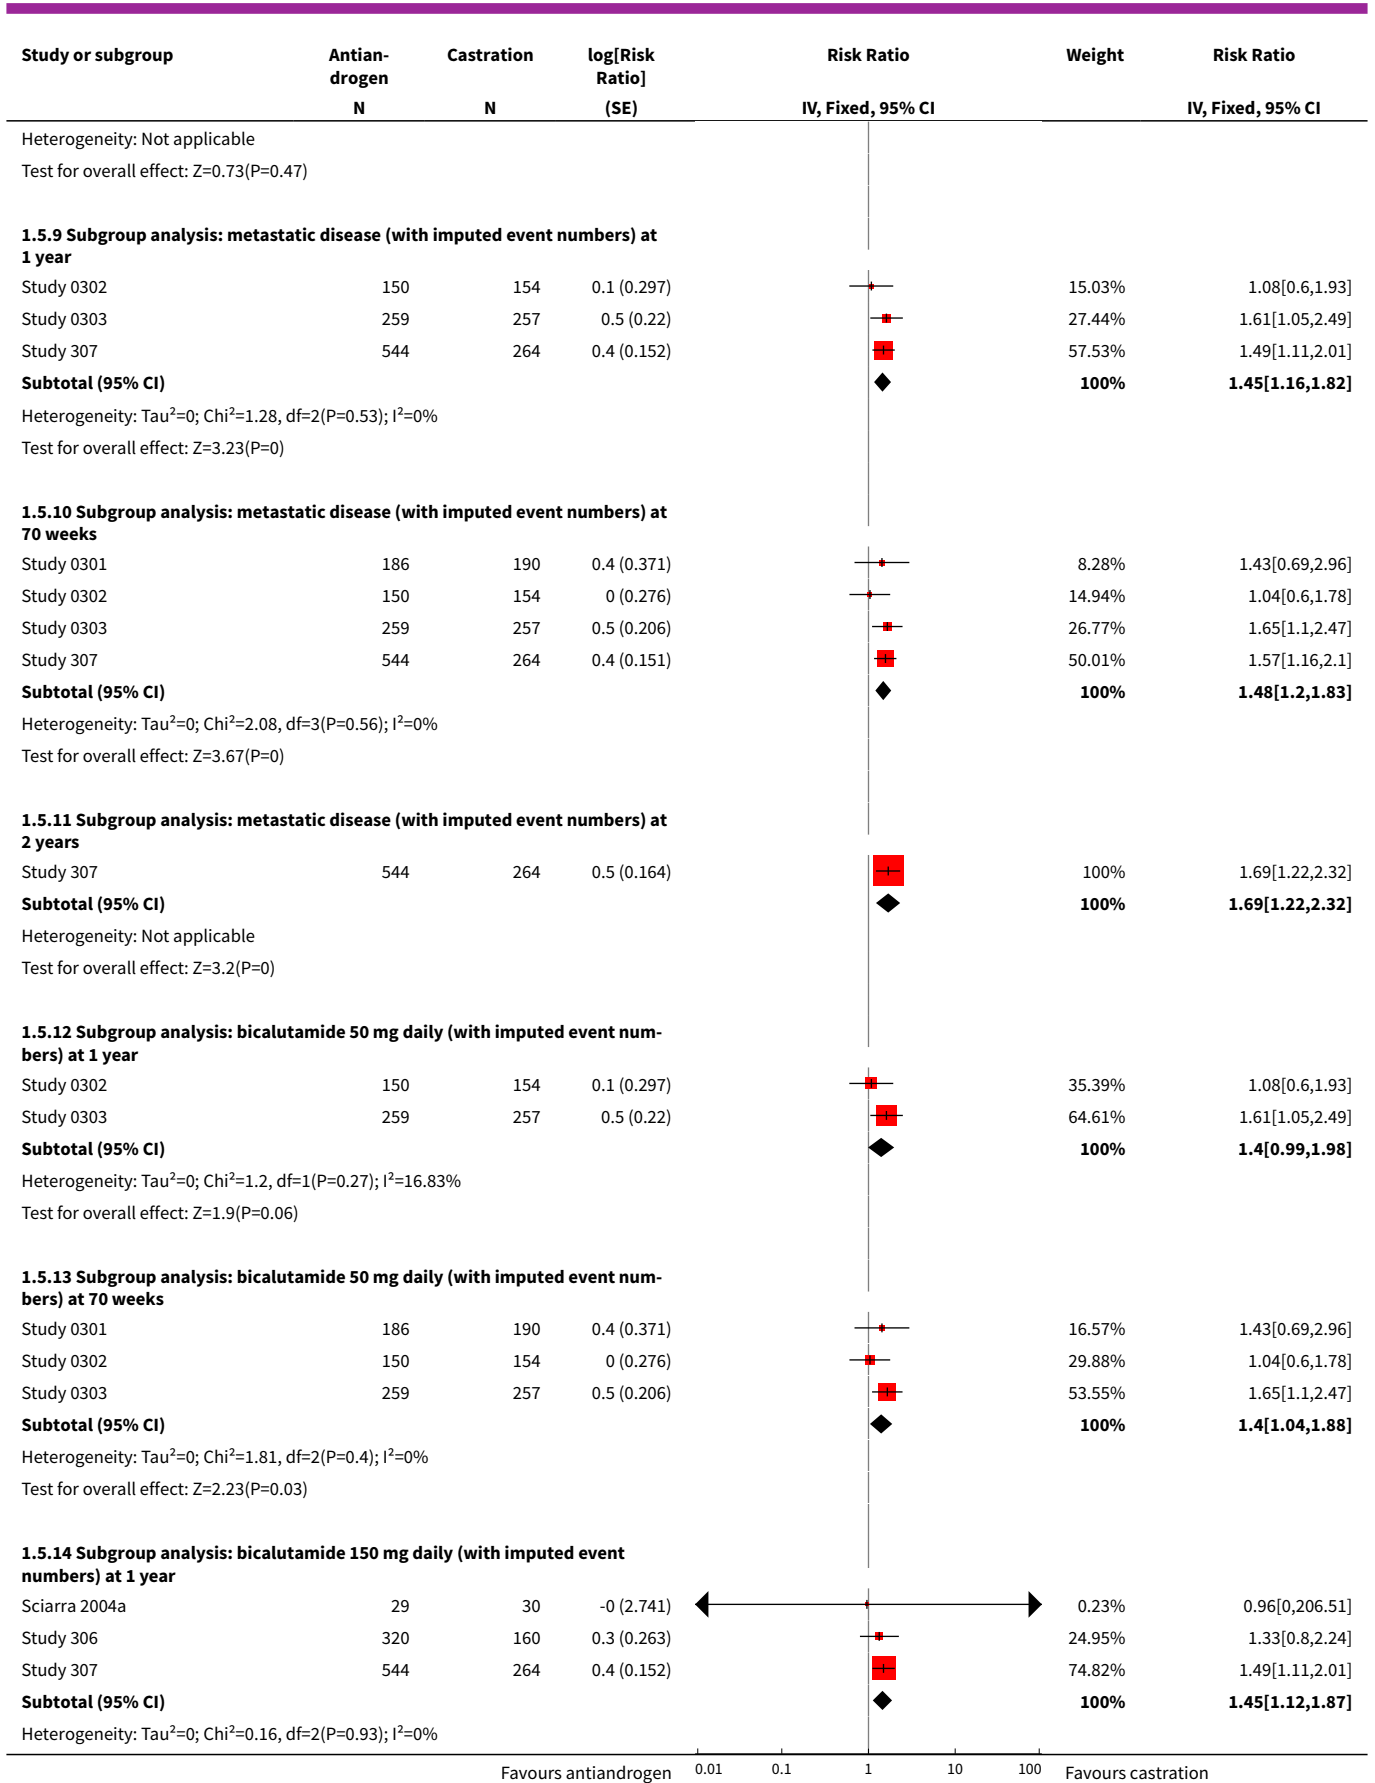 Study or subgroup Antian- Castration log[Risk Risk Ratio Weight Risk Ratio
drogen Ratio]
N N (SE) IV, Fixed, 95% CI IV, Fixed, 95% CI
Heterogeneity: Not applicable
Test for overall effect: Z=0.73(P=0.47)
1.5.9 Subgroup analysis: metastatic disease (with imputed event numbers) at
1 year
Study 0302 150 154 0.1 (0.297) 15.03% 1.08[0.6,1.93]
Study 0303 259 257 0.5 (0.22) 27.44% 1.61[1.05,2.49]
Study 307 544 264 0.4 (0.152) 57.53% 1.49[1.11,2.01]
Subtotal (95% CI) 100% 1.45[1.16,1.82]
Heterogeneity: Tau²=0; Chi²=1.28, df=2(P=0.53); I²=0%
Test for overall effect: Z=3.23(P=0)
1.5.10 Subgroup analysis: metastatic disease (with imputed event numbers) at
70 weeks
Study 0301 186 190 0.4 (0.371) 8.28% 1.43[0.69,2.96]
Study 0302 150 154 0 (0.276) 14.94% 1.04[0.6,1.78]
Study 0303 259 257 0.5 (0.206) 26.77% 1.65[1.1,2.47]
Study 307 544 264 0.4 (0.151) 50.01% 1.57[1.16,2.1]
Subtotal (95% CI) 100% 1.48[1.2,1.83]
Heterogeneity: Tau²=0; Chi²=2.08, df=3(P=0.56); I²=0%
Test for overall effect: Z=3.67(P=0)
1.5.11 Subgroup analysis: metastatic disease (with imputed event numbers) at
2 years
Study 307 544 264 0.5 (0.164) 100% 1.69[1.22,2.32]
Subtotal (95% CI) 100% 1.69[1.22,2.32]
Heterogeneity: Not applicable
Test for overall effect: Z=3.2(P=0)
1.5.12 Subgroup analysis: bicalutamide 50 mg daily (with imputed event num-
bers) at 1 year
Study 0302 150 154 0.1 (0.297) 35.39% 1.08[0.6,1.93]
Study 0303 259 257 0.5 (0.22) 64.61% 1.61[1.05,2.49]
Subtotal (95% CI) 100% 1.4[0.99,1.98]
Heterogeneity: Tau²=0; Chi²=1.2, df=1(P=0.27); I²=16.83%
Test for overall effect: Z=1.9(P=0.06)
1.5.13 Subgroup analysis: bicalutamide 50 mg daily (with imputed event num-
bers) at 70 weeks
Study 0301 186 190 0.4 (0.371) 16.57% 1.43[0.69,2.96]
Study 0302 150 154 0 (0.276) 29.88% 1.04[0.6,1.78]
Study 0303 259 257 0.5 (0.206) 53.55% 1.65[1.1,2.47]
Subtotal (95% CI) 100% 1.4[1.04,1.88]
Heterogeneity: Tau²=0; Chi²=1.81, df=2(P=0.4); I²=0%
Test for overall effect: Z=2.23(P=0.03)
1.5.14 Subgroup analysis: bicalutamide 150 mg daily (with imputed event
numbers) at 1 year
Sciarra 2004a 29 30 -0 (2.741) 0.23% 0.96[0,206.51]
Study 306 320 160 0.3 (0.263) 24.95% 1.33[0.8,2.24]
Study 307 544 264 0.4 (0.152) 74.82% 1.49[1.11,2.01]
Subtotal (95% CI) 100% 1.45[1.12,1.87]
Heterogeneity: Tau²=0; Chi²=0.16, df=2(P=0.93); I²=0%
Favours antiandrogen 0.01 0.1 1 10 100 Favours castration